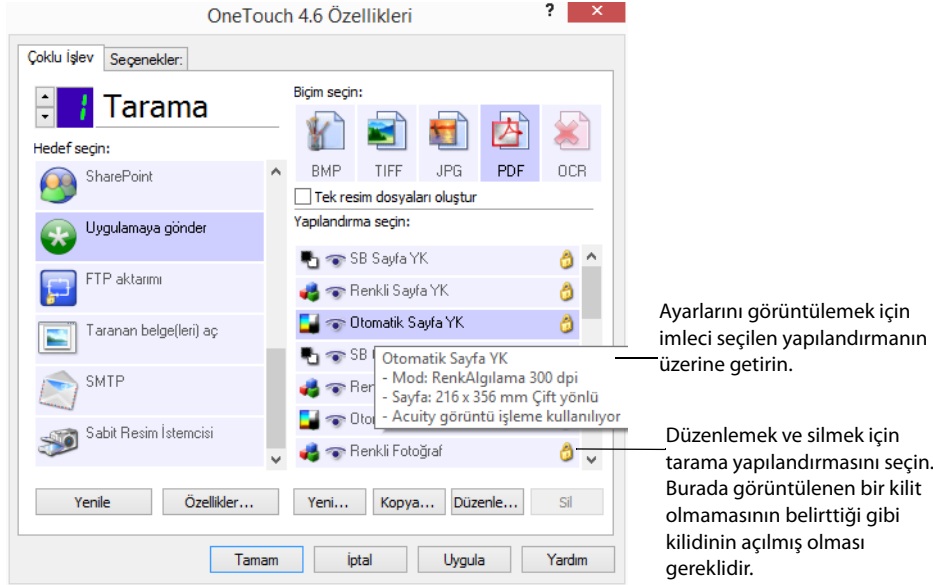 OneTouch 4.6 Özellikleri
?
Çoklu İşlev
Seçenekler:
1 Tarama
Hedef seçin:
SharePoint
Uygulamaya gönder
FTP aktarımı
Taranan belge(leri) aç
SMTP
Sabit Resim İstemcisi
Yenile
Özellikler...
Biçim seçin:
BMP TIFF JPG PDF OCR
Tek resim dosyaları oluştur
Yapılandırma seçin:
SB Sayfa YK
Renkli Sayfa YK
Otomatik Sayfa YK
SB
Ren
Otom
Otomatik Sayfa YK
- Mod: RenkAlgılama 300 dpi
- Sayfa: 216 x 356 mm Çift yönlü
- Acuity görüntü işleme kullanılıyor
Renkli Fotoğraf
Yeni... Kopya... Düzenle... Sil
Tamam İptal Uygula Yardım
Ayarlarını görüntülemek için
imleci seçilen yapılandırmanın
üzerine getirin.
Düzenlemek ve silmek için
tarama yapılandırmasını seçin.
Burada görüntülenen bir kilit
olmamasının belirttiği gibi
kilidinin açılmış olması
gereklidir.